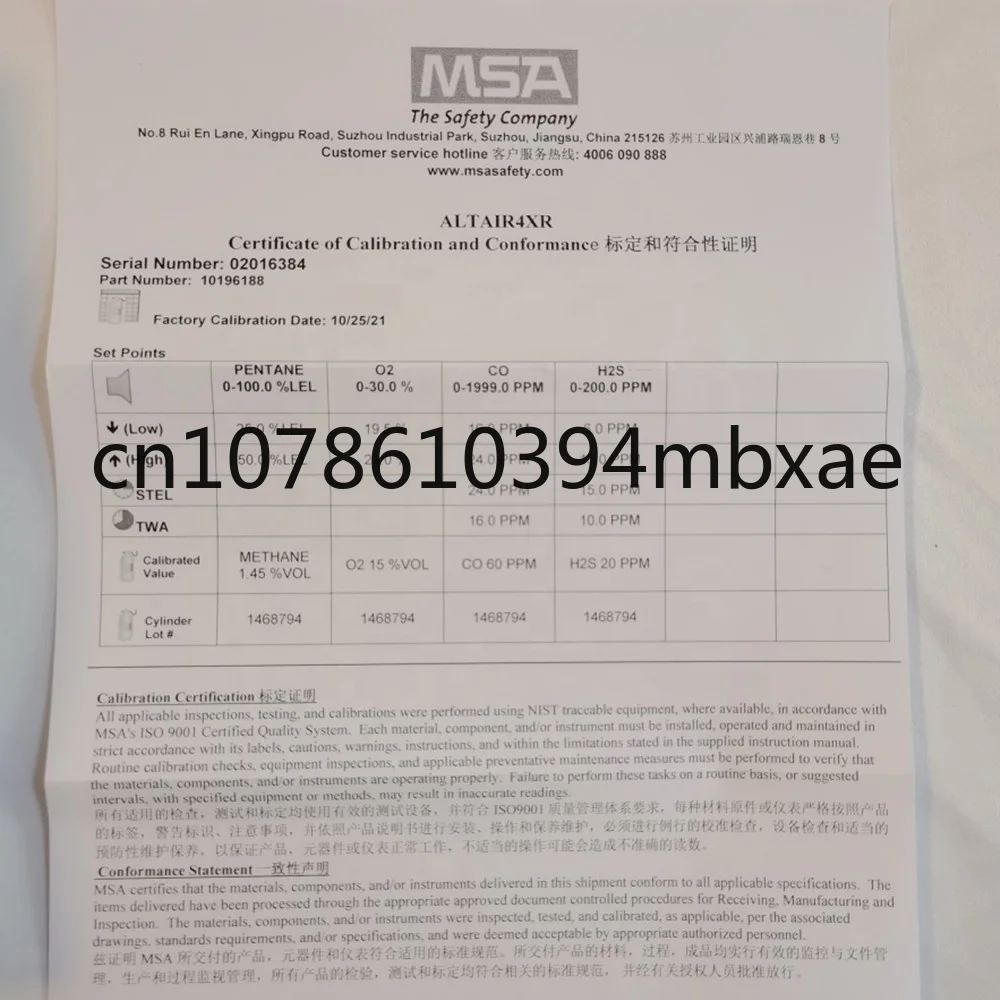 MSA
The Safety Company
No.8 Rui En Lane, Xingpu Road, Suzhou Industrial Park, Suzhou, Jiangsu, China 215126 苏州工业园区兴浦路瑞恩巷 8 号
Customer service hotline 客户服务热线: 4006 090 888
www.msasafety.com
ALTAIR4XR
Certificate of Calibration and Conformance 标定和符合性证明
Serial Number: 02016384
Part Number: 10196188
Factory Calibration Date: 10/25/21
Set Points
PENTANE O2 CO H2S
0-100.0 %LEL 0-30.0 % 0-1999.0 PPM 0-200.0 PPM
(Low) 25.0 %LEL 19.5 % PPM PPM
cn1078610394mbxae
(High) 50.0 %LEL 24.0 PPM PPM
STEL 24.0 PPM 15.0 PPM
TWA 16.0 PPM 10.0 PPM
Calibrated Value METHANE 1.45 %VOL O2 15 %VOL CO 60 PPM H2S 20 PPM
Cylinder Lot # 1468794 1468794 1468794 1468794
Calibration Certification 标定证明
All applicable inspections, testing, and calibrations were performed using NIST traceable equipment, where available, in accordance with
MSA's ISO 9001 Certified Quality System. Each material, component, and/or instrument must be installed, operated and maintained in
strict accordance with its labels, cautions, warnings, instructions, and within the limitations stated in the supplied instruction manual.
Routine calibration checks, equipment inspections, and applicable preventative maintenance measures must be performed to verify that
the materials, components, and/or instruments are operating properly. Failure to perform these tasks on a routine basis, or suggested
intervals, with specified equipment or methods, may result in inaccurate readings.
所有适用的检查，测试和标定均使用有效的测试设备，并符合 ISO9001 质量管理体系要求，每种材料原件或仪表严格按照产品
的标签，警告标识、注意事项，并依照产品说明书进行安装、操作和保养维护，必须进行例行的校准检查，设备检查和适当的
预防性维护保养，以保证产品，元器件或仪表正常工作，不适当的操作可能会造成不准确的读数。
Conformance Statement 一致性声明
MSA certifies that the materials, components, and/or instruments delivered in this shipment conform to all applicable specifications. The
items delivered have been processed through the appropriate approved document controlled procedures for Receiving, Manufacturing and
Inspection. The materials, components, and/or instruments were inspected, tested, and calibrated, as applicable, per the associated
drawings, standards requirements, and/or specifications, and were deemed acceptable by appropriate authorized personnel.
兹证明 MSA 所交付的产品，元器件和仪表符合适用的标准规范。所交付产品的材料，过程，成品均实行有效的监控与文件管
理，生产和过程监视管理，所有产品的检验，测试和标定均符合相关的标准规范，并经有关授权人员批准放行。